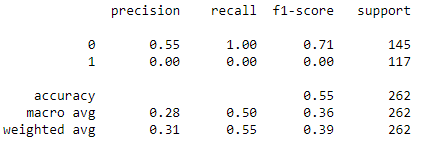 precision recall f1-score support
0 0.55 1.00 0.71 145
1 0.00 0.00 0.00 117
accuracy 0.55 262
macro avg 0.28 0.50 0.36 262
weighted avg 0.31 0.55 0.39 262